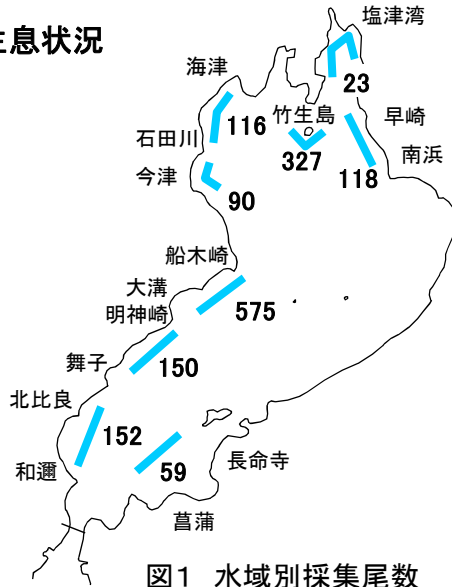 生息状況
塩津湾
海津
23
竹生島
早崎
116
石田川
327
南浜
118
今津
90
船木崎
大溝
575
明神崎
舞子
150
北比良
152
和邇
59
長命寺
菖蒲
図1 水域別採集尾数